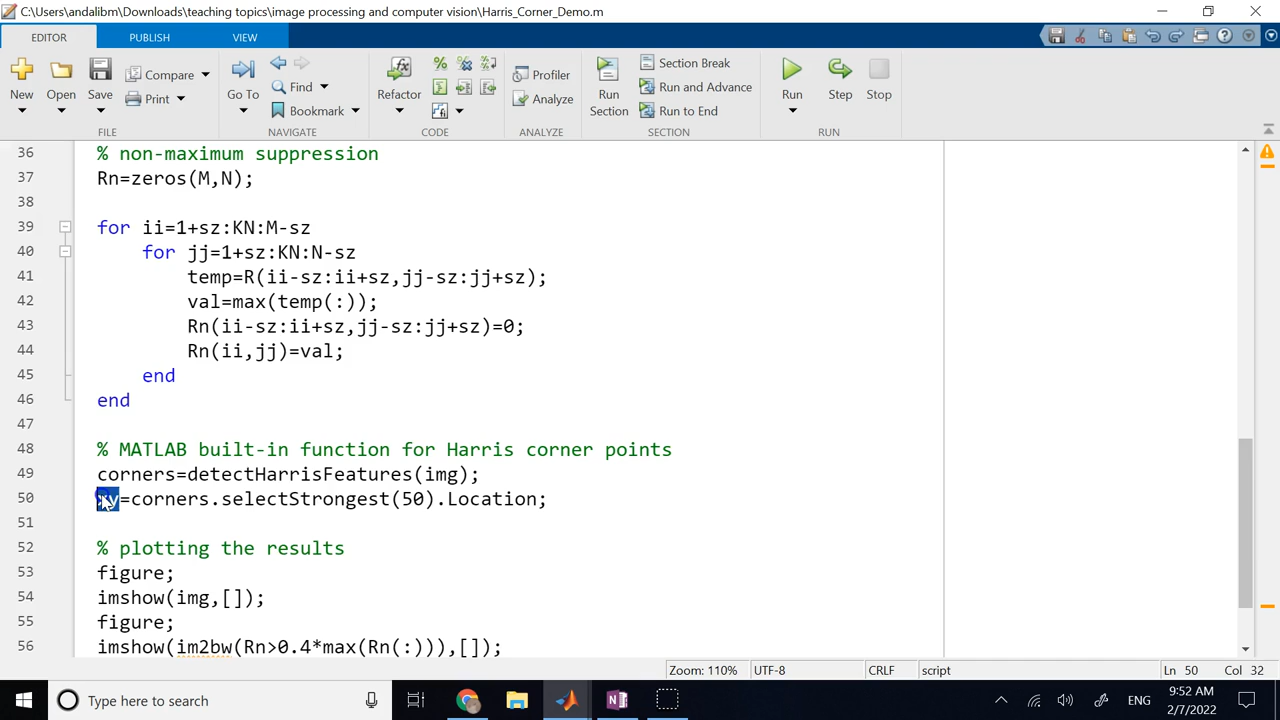 C:\Users\andalibm\Downloads\teaching topics\image processing and computer vision\Harris_Corner_Demo.m
EDITOR PUBLISH VIEW
New Open Save Compare Print
Go To Find Bookmark
Refactor
Profiler Analyze
Run Section Section Break Run and Advance Run to End
Run Step Stop
FILE NAVIGATE CODE ANALYZE SECTION RUN
36 % non-maximum suppression
37 Rn=zeros(M,N);
38
39 for ii=1+sz:KN:M-sz
40 for jj=1+sz:KN:N-sz
41 temp=R(ii-sz:ii+sz,jj-sz:jj+sz);
42 val=max(temp(:));
43 Rn(ii-sz:ii+sz,jj-sz:jj+sz)=0;
44 Rn(ii,jj)=val;
45 end
46 end
47
48 % MATLAB built-in function for Harris corner points
49 corners=detectHarrisFeatures(img);
50 =corners.selectStrongest(50).Location;
51
52 % plotting the results
53 figure;
54 imshow(img,[]);
55 figure;
56 imshow(im2bw(Rn>0.4*max(Rn(:))),[]);
Zoom: 110% UTF-8 CRLF script Ln 50 Col 32
Type here to search
ENG 9:52 AM
2/7/2022